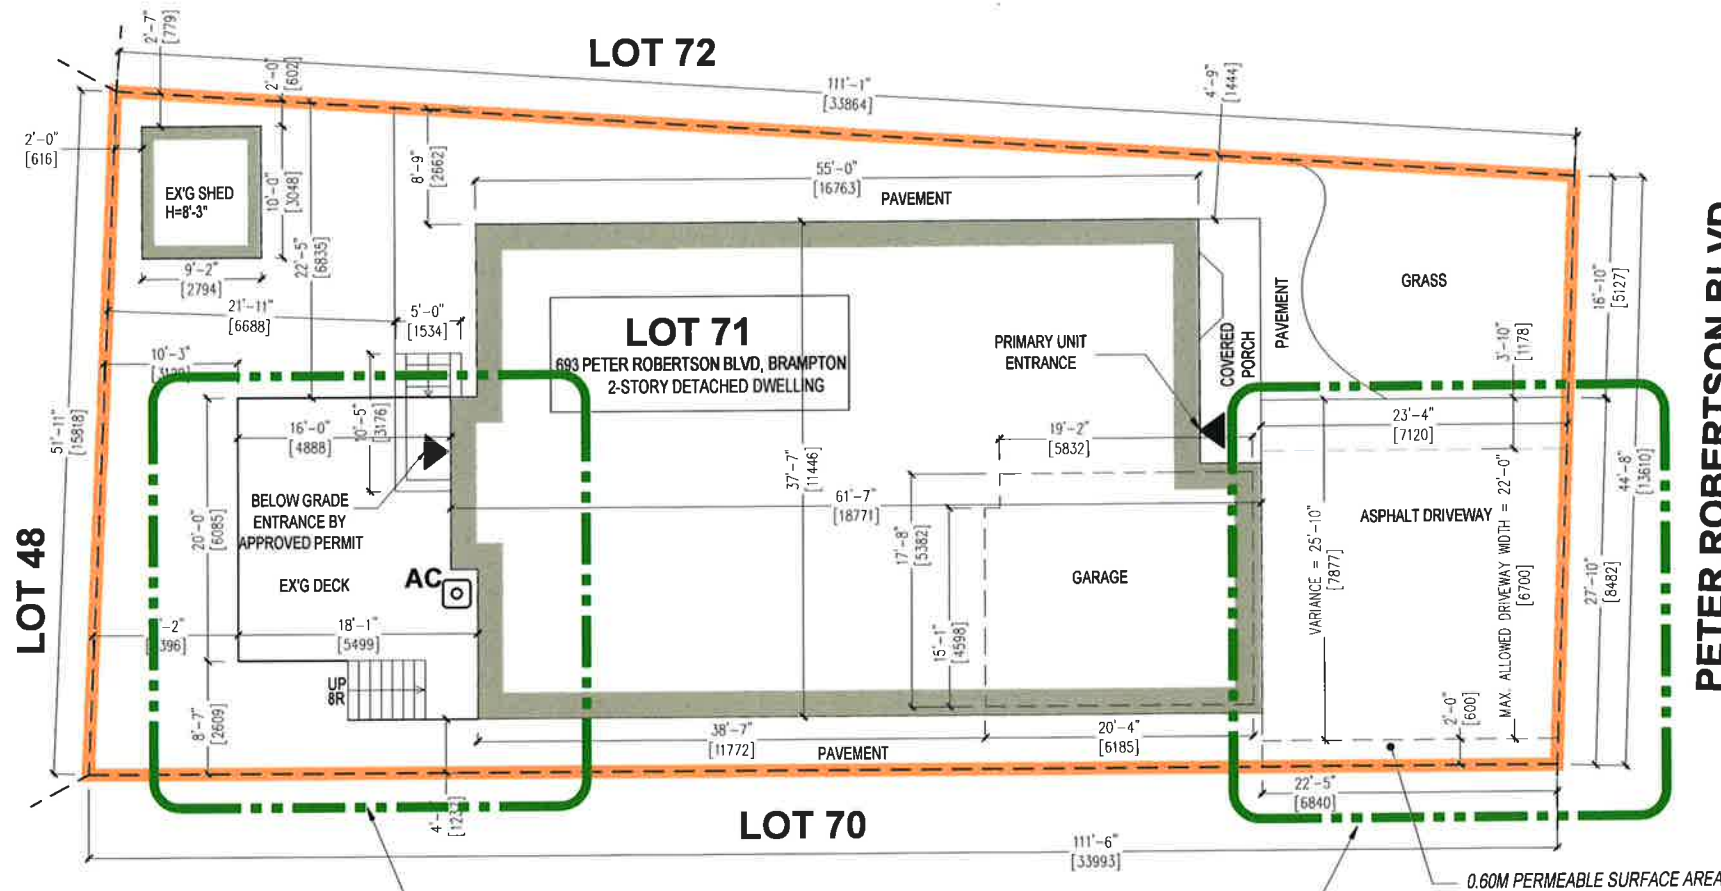 LOT 72
2'-7"
[779]
2'-0"
[602]
111'-1"
[33864]
4'-9"
[1444]
2'-0"
[616]
EX'G SHED
H=8'-3"
10'-0"
[3048]
9'-2"
[2794]
8'-9"
[2662]
55'-0"
[16763]
PAVEMENT
22'-5"
[6835]
21'-11"
[6688]
5'-0"
[1534]
10'-3"
LOT 71
693 PETER ROBERTSON BLVD, BRAMPTON
2-STORY DETACHED DWELLING
PRIMARY UNIT
ENTRANCE
COVERED
PORCH
PAVEMENT
GRASS
16'-10"
[5127]
3'-10"
[1178]
PETER ROBERTSON BLVD
51'-11"
[15818]
LOT 48
16'-0"
[4888]
10'-5"
[3176]
20'-0"
[6085]
BELOW GRADE
ENTRANCE BY
APPROVED PERMIT
EX'G DECK
AC
37'-7"
[11446]
61'-7"
[18771]
19'-2"
[5832]
17'-8"
[5382]
15'-1"
[4598]
GARAGE
23'-4"
[7120]
44'-8"
[13610]
ASPHALT DRIVEWAY
VARIANCE = 25'-10"
[7877]
MAX. ALLOWED DRIVEWAY WIDTH = 22'-0"
[6700]
27'-10"
[8482]
2'-0"
[600]
18'-1"
[5499]
UP
8R
8'-7"
[2609]
38'-7"
[11772]
PAVEMENT
20'-4"
[6185]
22'-5"
[6840]
LOT 70
111'-6"
[33993]
0.60M PERMEABLE SURFACE AREA